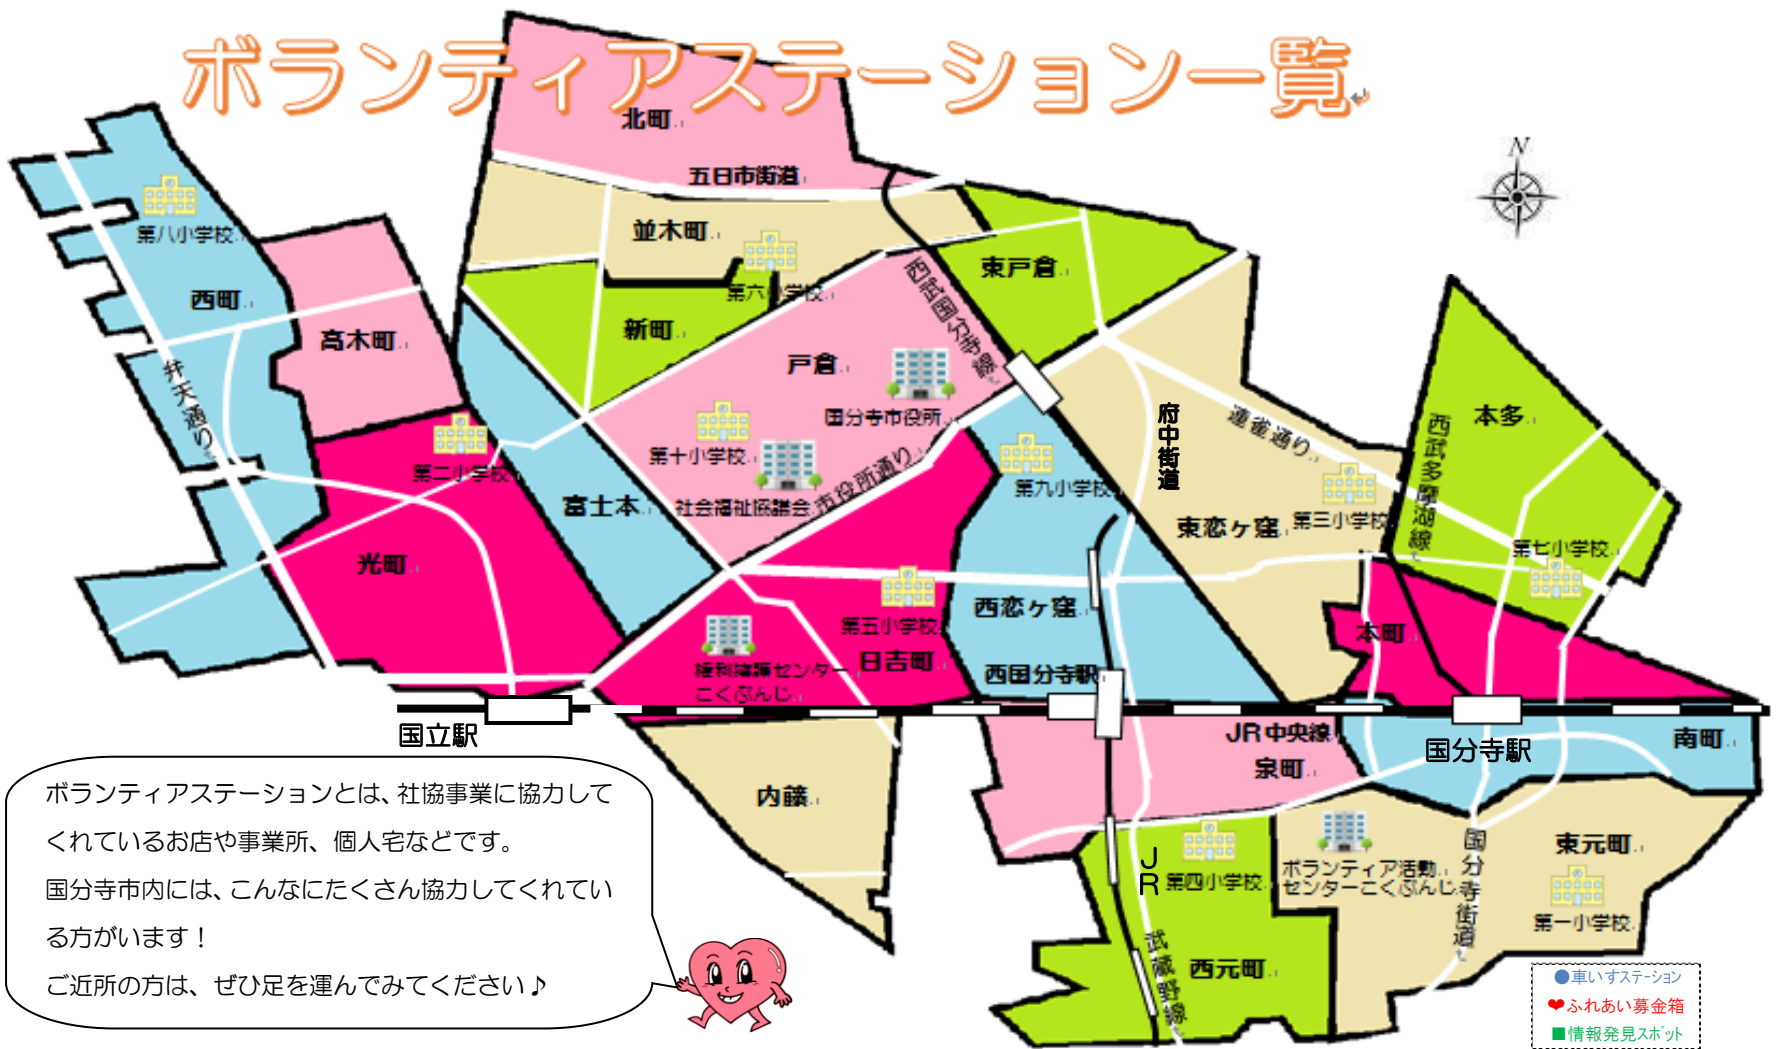 ボランティアステーション一覧
北町
五日市街道
第八小学校
並木町
西町
第六小学校
東戸倉
西武国分寺線
高木町
新町
戸倉
弁天通り
国分寺市役所
府中街道
連雀通り
本多
西武多摩湖線
第二小学校
第十小学校
社会福祉協議会
市役所通り
第九小学校
富士本
東恋ヶ窪
第三小学校
第七小学校
光町
西恋ヶ窪
第五小学校
日吉町
本町
権利擁護センター
こくぶんじ
西国分寺駅
国立駅
JR中央線
泉町
国分寺駅
南町
内藤
ボランティアステーションとは、社協事業に協力して
くれているお店や事業所、個人宅などです。
国分寺市内には、こんなにたくさん協力してくれてい
る方がいます！
ご近所の方は、ぜひ足を運んでみてください♪
JR
武蔵野線
第四小学校
ボランティア活動
センターこくぶんじ
国分寺街道
東元町
第一小学校
西元町
N
●車いすステーション
❤ふれあい募金箱
■情報発見スポット